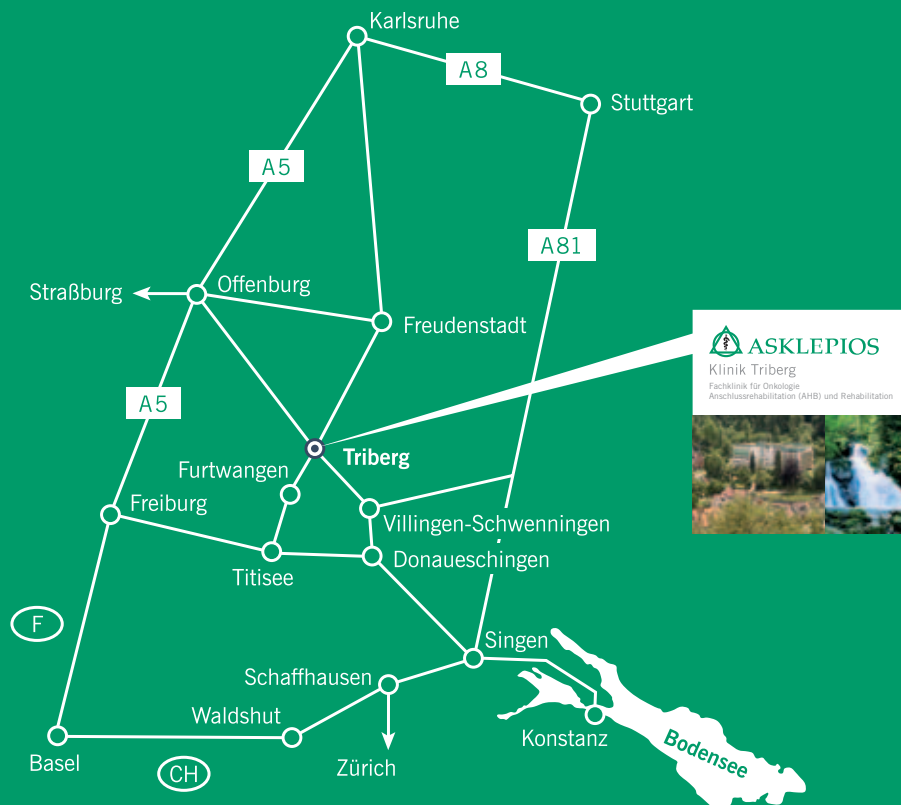 Karlsruhe
A8
Stuttgart
A5
A81
Straßburg
Offenburg
Freudenstadt
ASKLEPIOS
Klinik Triberg
Fachklinik für Onkologie
Anschlussrehabilitation (AHB) und Rehabilitation
A5
Triberg
Furtwangen
Freiburg
Villingen-Schwenningen
Donaueschingen
Titisee
F
Singen
Schaffhausen
Waldshut
Konstanz
Bodensee
Basel
CH
Zürich